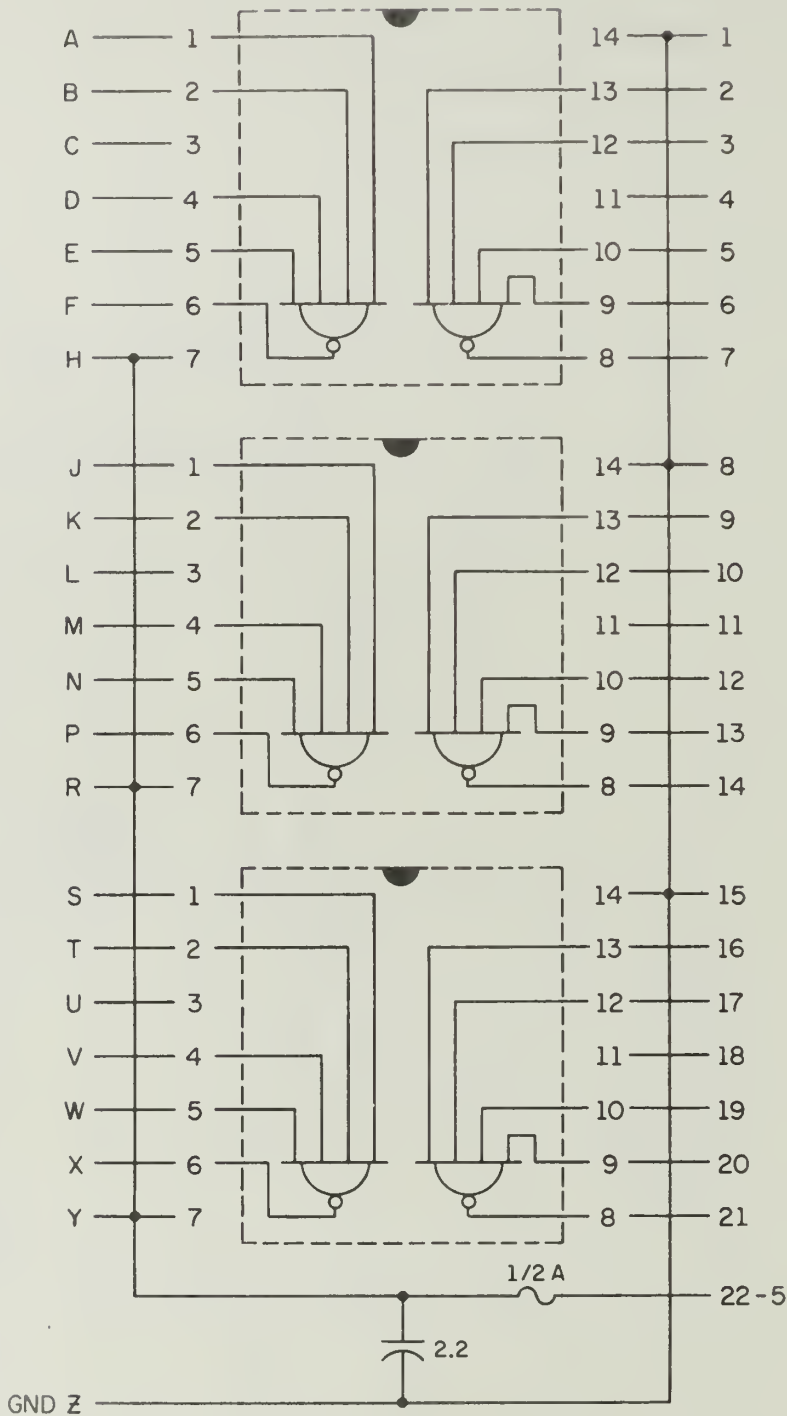 A 1 14 1
B 2 13 2
C 3 12 3
D 4 11 4
E 5 10 5
F 6 9 6
H 7 8 7
J 1 14 8
K 2 13 9
L 3 12 10
M 4 11 11
N 5 10 12
P 6 9 13
R 7 8 14
S 1 14 15
T 2 13 16
U 3 12 17
V 4 11 18
W 5 10 19
X 6 9 20
Y 7 8 21
1/2 A
22-5
2.2
GND Z